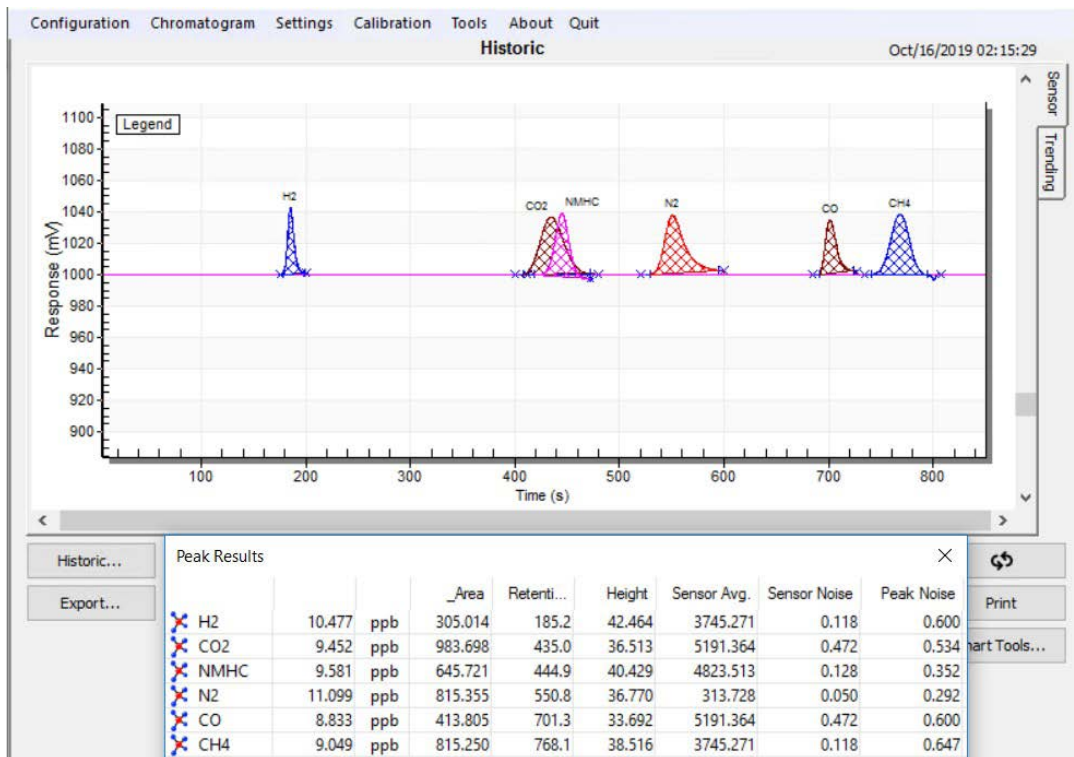 Configuration Chromatogram Settings Calibration Tools About Quit
Historic Oct/16/2019 02:15:29
Sensor
Trending
Legend
1100
1080
1060
1040
1020
1000
980
960
940
920
900
Response (mV)
H2 CO2 NMHC N2 CO CH4
100 200 300 400 500 600 700 800
Time (s)
Historic...
Export...
Print
hart Tools...
Peak Results
_Area Retenti... Height Sensor Avg. Sensor Noise Peak Noise
H2 10.477 ppb 305.014 185.2 42.464 3745.271 0.118 0.600
CO2 9.452 ppb 983.698 435.0 36.513 5191.364 0.472 0.534
NMHC 9.581 ppb 645.721 444.9 40.429 4823.513 0.128 0.352
N2 11.099 ppb 815.355 550.8 36.770 313.728 0.050 0.292
CO 8.833 ppb 413.805 701.3 33.692 5191.364 0.472 0.600
CH4 9.049 ppb 815.250 768.1 38.516 3745.271 0.118 0.647